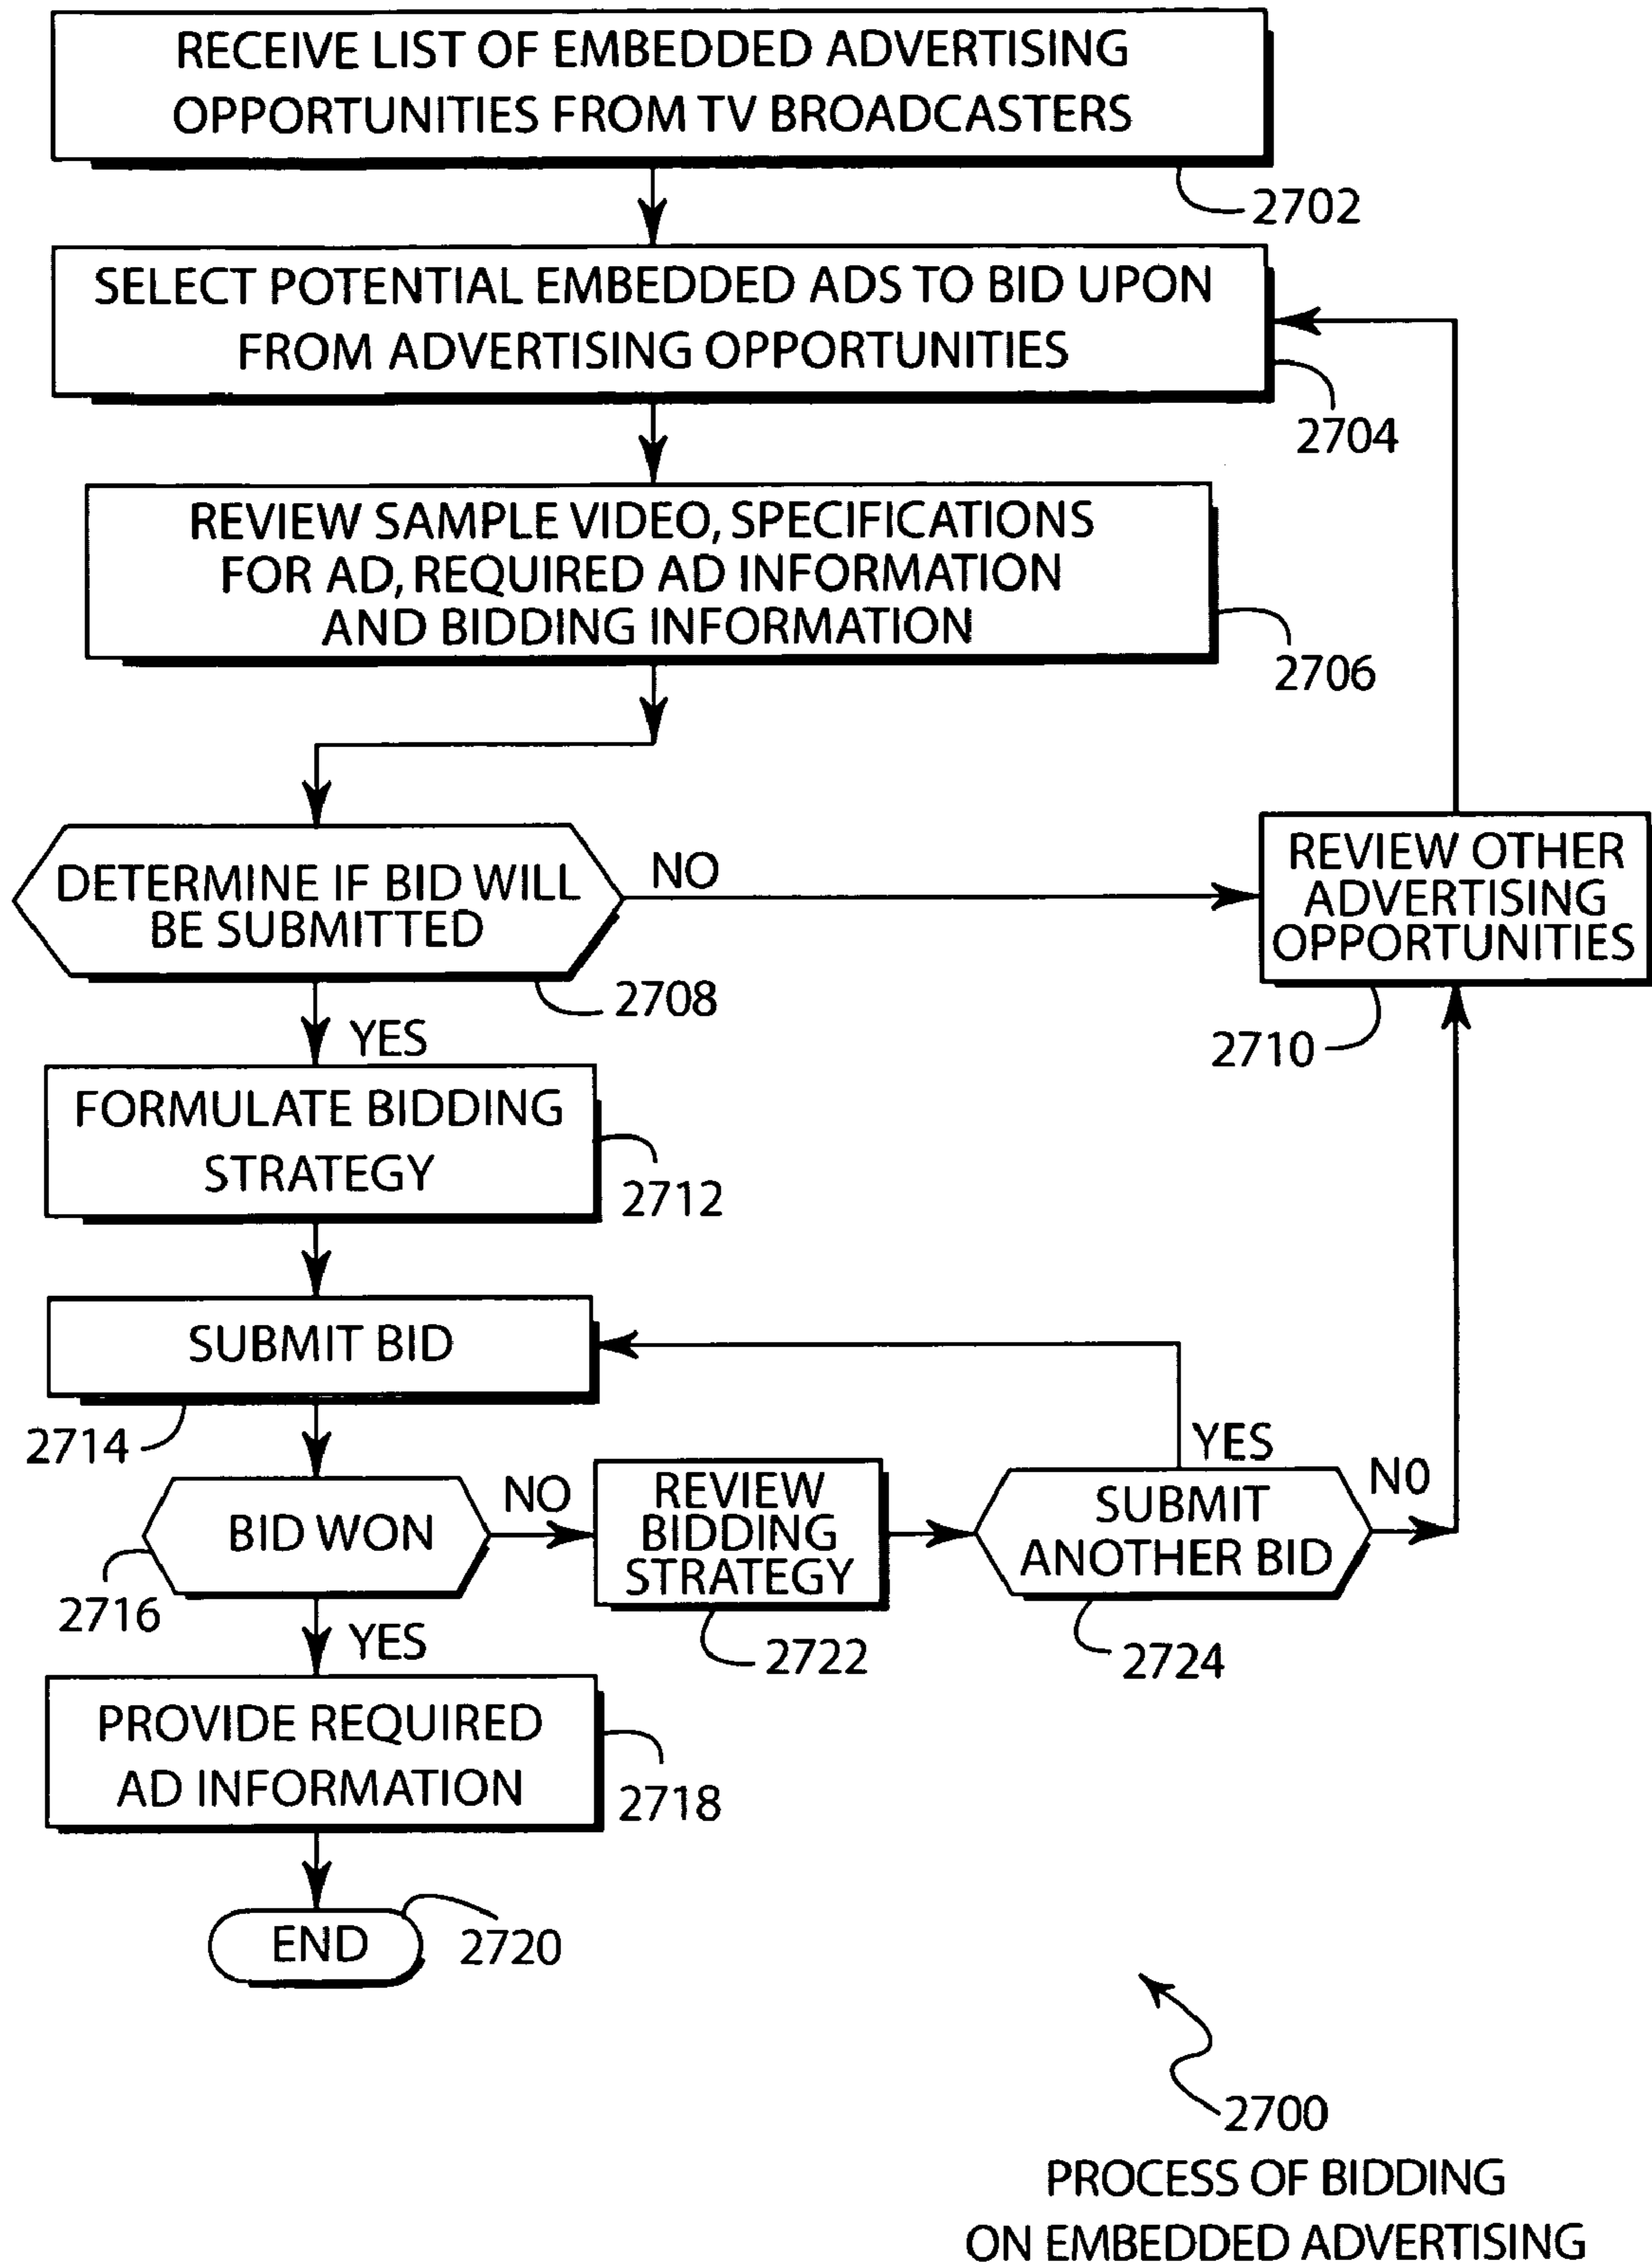 RECEIVE LIST OF EMBEDDED ADVERTISING
OPPORTUNITIES FROM TV BROADCASTERS
2702
SELECT POTENTIAL EMBEDDED ADS TO BID UPON
FROM ADVERTISING OPPORTUNITIES
2704
REVIEW SAMPLE VIDEO, SPECIFICATIONS
FOR AD, REQUIRED AD INFORMATION
AND BIDDING INFORMATION
2706
DETERMINE IF BID WILL
BE SUBMITTED
NO
2708
REVIEW OTHER
ADVERTISING
OPPORTUNITIES
2710
YES
FORMULATE BIDDING
STRATEGY
2712
SUBMIT BID
2714
BID WON
2716
NO
REVIEW
BIDDING
STRATEGY
2722
YES
SUBMIT
ANOTHER BID
N0
2724
YES
PROVIDE REQUIRED
AD INFORMATION
2718
END
2720
2700
PROCESS OF BIDDING
ON EMBEDDED ADVERTISING